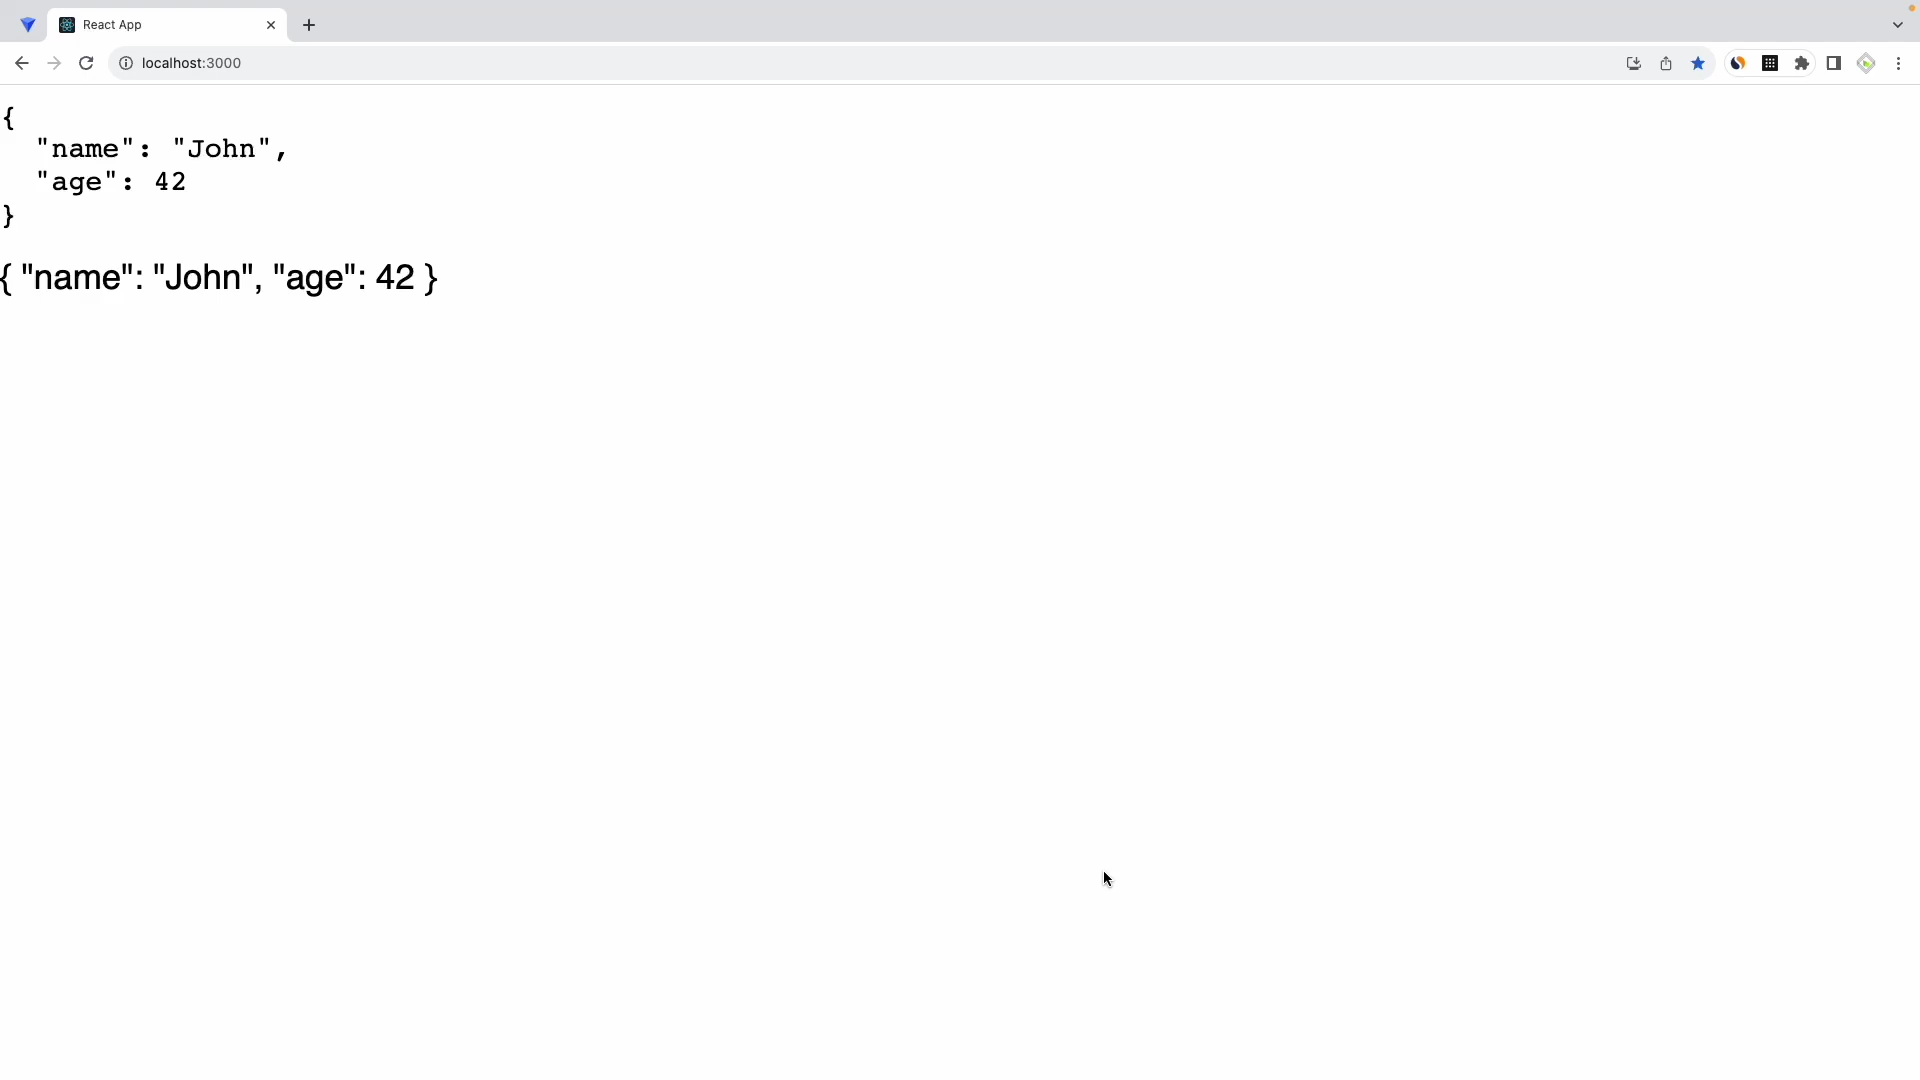 React App
localhost:3000
{
  "name": "John",
  "age": 42
}
{ "name": "John", "age": 42 }